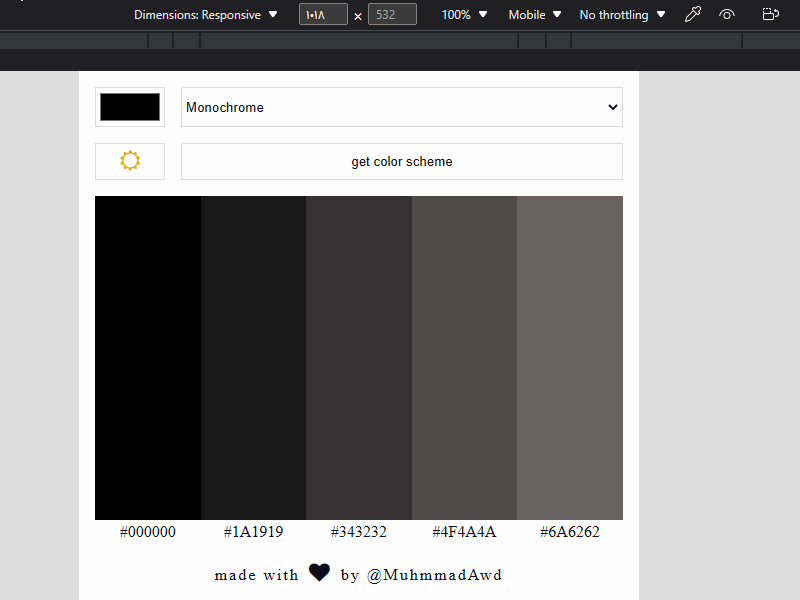 Dimensions: Responsive ١٠١٨ × 532 100% Mobile No throttling
Monochrome
get color scheme
#000000 #1A1919 #343232 #4F4A4A #6A6262
made with by @MuhmmadAwd